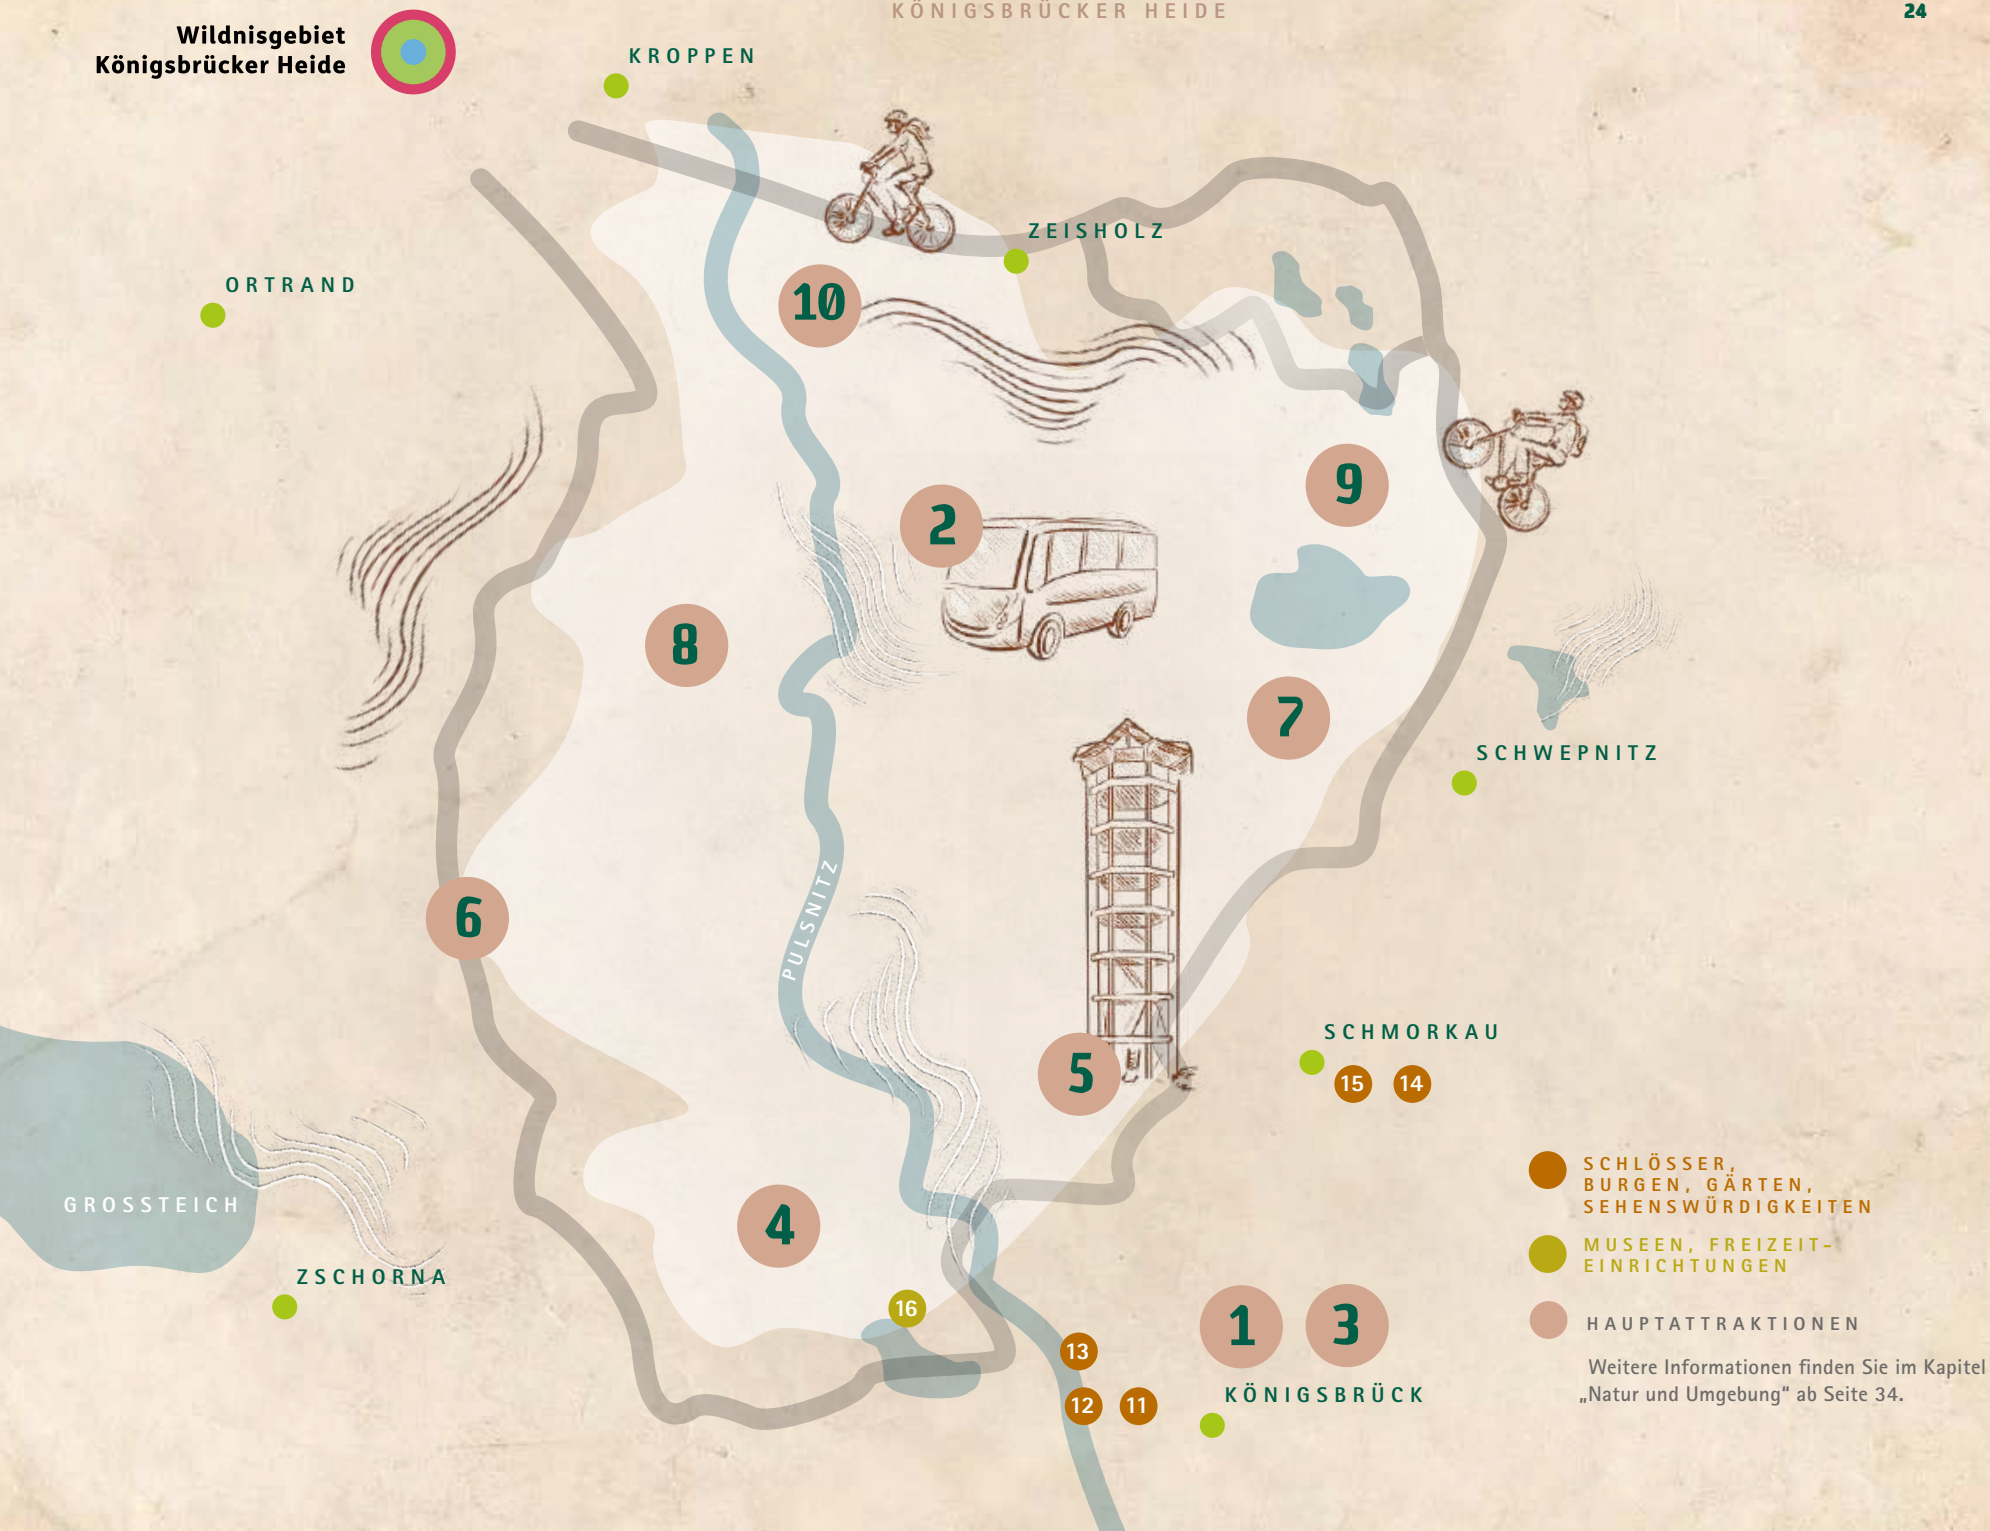 KÖNIGSBRÜCKER HEIDE
24
Wildnisgebiet
Königsbrücker Heide
KROPPEN
ZEISHOLZ
ORTRAND
10
9
2
8
7
SCHWEPNITZ
PULSNITZ
6
SCHMORKAU
5
15
14
GROSSTEICH
4
ZSCHORNA
16
13
12
11
1
3
KÖNIGSBRÜCK
SCHLÖSSER,
BURGEN, GÄRTEN,
SEHENSWÜRDIGKEITEN
MUSEEN, FREIZEIT-
EINRICHTUNGEN
HAUPTATTRAKTIONEN
Weitere Informationen finden Sie im Kapitel
„Natur und Umgebung“ ab Seite 34.